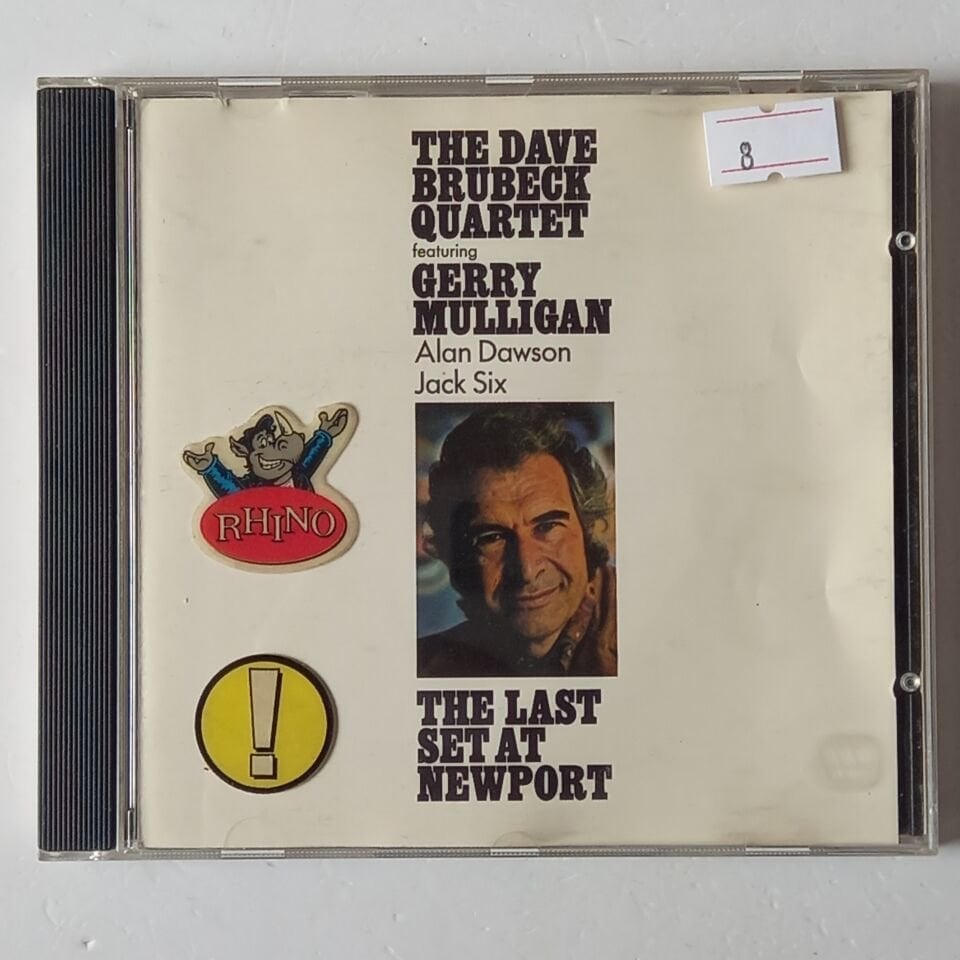 THE DAVE
BRUBECK
QUARTET
featuring
GERRY
MULLIGAN
Alan Dawson
Jack Six
8
RHINO
!
THE LAST
SET AT
NEWPORT